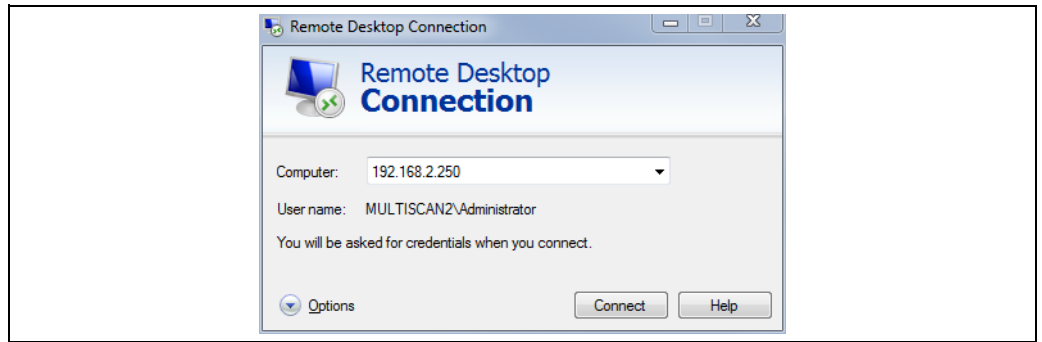 Remote Desktop Connection
Remote Desktop
Connection
Computer: 192.168.2.250
User name: MULTISCAN2\Administrator
You will be asked for credentials when you connect.
Options Connect Help